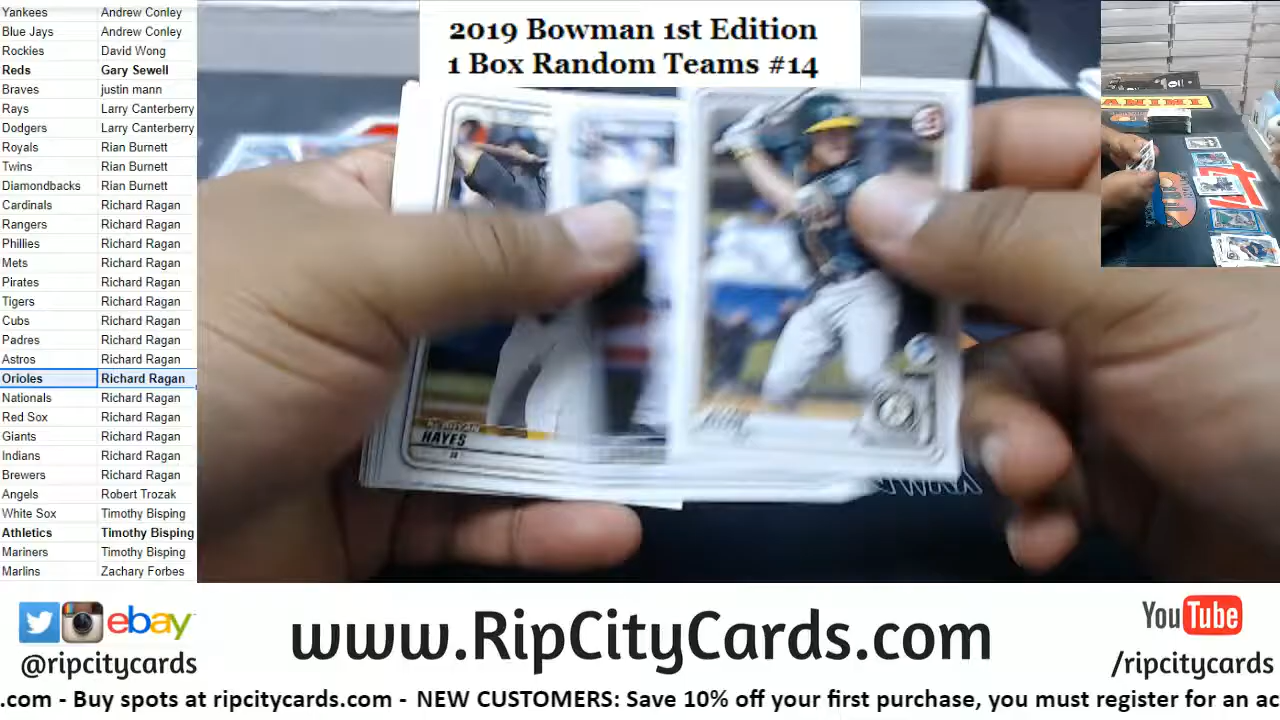 2019 Bowman 1st Edition
1 Box Random Teams #14
Yankees Andrew Conley
Blue Jays Andrew Conley
Rockies David Wong
Reds Gary Sewell
Braves justin mann
Rays Larry Canterberry
Dodgers Larry Canterberry
Royals Rian Burnett
Twins Rian Burnett
Diamondbacks Rian Burnett
Cardinals Richard Ragan
Rangers Richard Ragan
Phillies Richard Ragan
Mets Richard Ragan
Pirates Richard Ragan
Tigers Richard Ragan
Cubs Richard Ragan
Padres Richard Ragan
Astros Richard Ragan
Orioles Richard Ragan
Nationals Richard Ragan
Red Sox Richard Ragan
Giants Richard Ragan
Indians Richard Ragan
Brewers Richard Ragan
Angels Robert Trozak
White Sox Timothy Bisping
Athletics Timothy Bisping
Mariners Timothy Bisping
Marlins Zachary Forbes
HAYES
PANINI
ebay
@ripcitycards
www.RipCityCards.com
YouTube
/ripcitycards
.com - Buy spots at ripcitycards.com - NEW CUSTOMERS: Save 10% off your first purchase, you must register for an ac